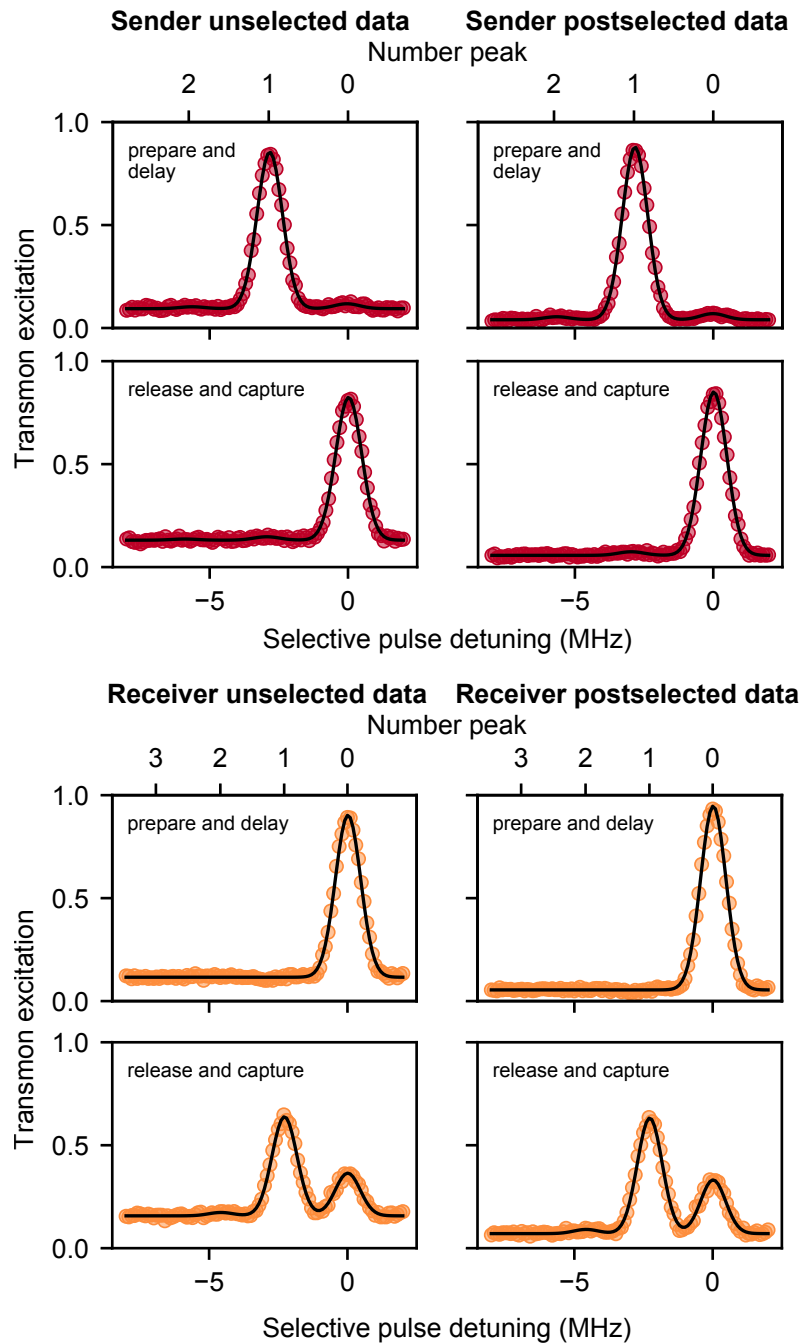 Sender unselected data Sender postselected data
Number peak
2 1 0 2 1 0
1.0
prepare and
delay
prepare and
delay
0.5
0.0
1.0
release and capture
release and capture
0.5
0.0
Transmon excitation
−5 0 −5 0
Selective pulse detuning (MHz)
Receiver unselected data Receiver postselected data
Number peak
3 2 1 0 3 2 1 0
1.0
prepare and delay
prepare and delay
0.5
0.0
1.0
release and capture
release and capture
0.5
0.0
Transmon excitation
−5 0 −5 0
Selective pulse detuning (MHz)